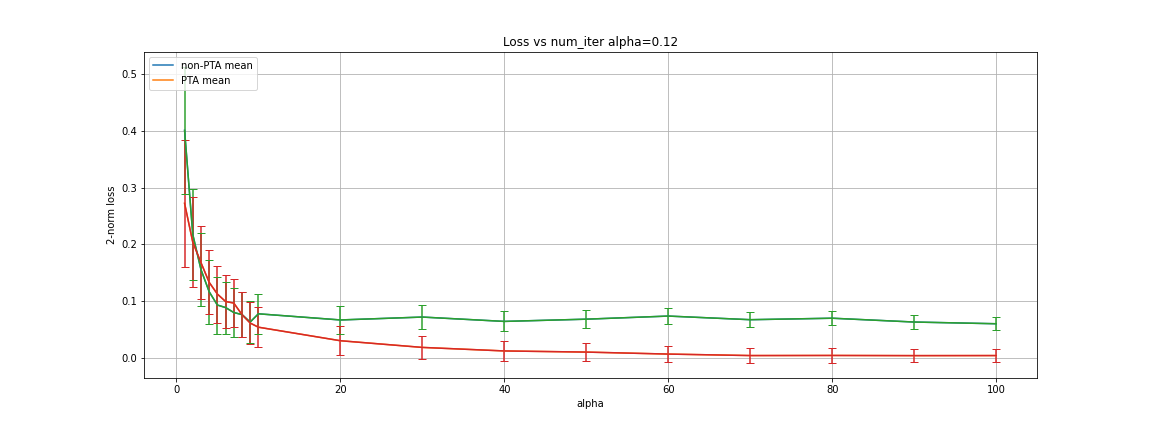 Loss vs num_iter alpha=0.12
non-PTA mean
PTA mean
2-norm loss
0.5
0.4
0.3
0.2
0.1
0.0
0 20 40 60 80 100
alpha